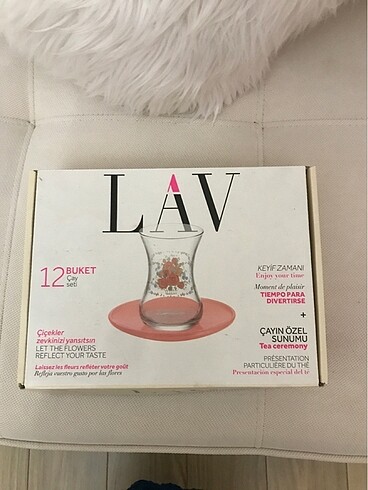 LAV
12 BUKET
Çay
seti
Çiçekler
zevkinizi yansıtsın
LET THE FLOWERS
REFLECT YOUR TASTE
Laissez les fleurs refléter votre goût
Refleja vuestro gusto por las flores
KEYİF ZAMANI
Enjoy your time
Moment de plaisir
TIEMPO PARA
DIVERTIRSE
+
ÇAYIN ÖZEL
SUNUMU
Tea ceremony
PRÉSENTATION
PARTICULIÈRE DU THÉ
Presentación especial del té